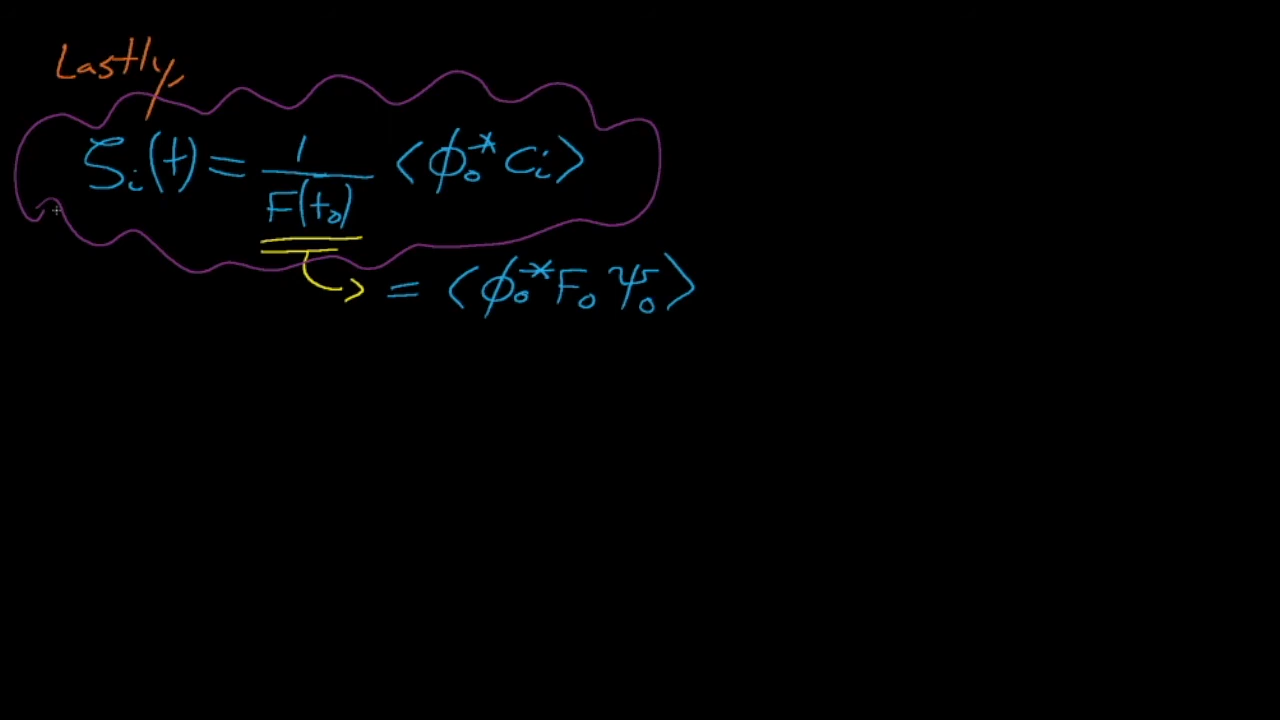 Lastly,
ζᵢ(t) = 1/F(t₀) <ϕ₀* Cᵢ>
= <ϕ₀* F₀ ψ₀>